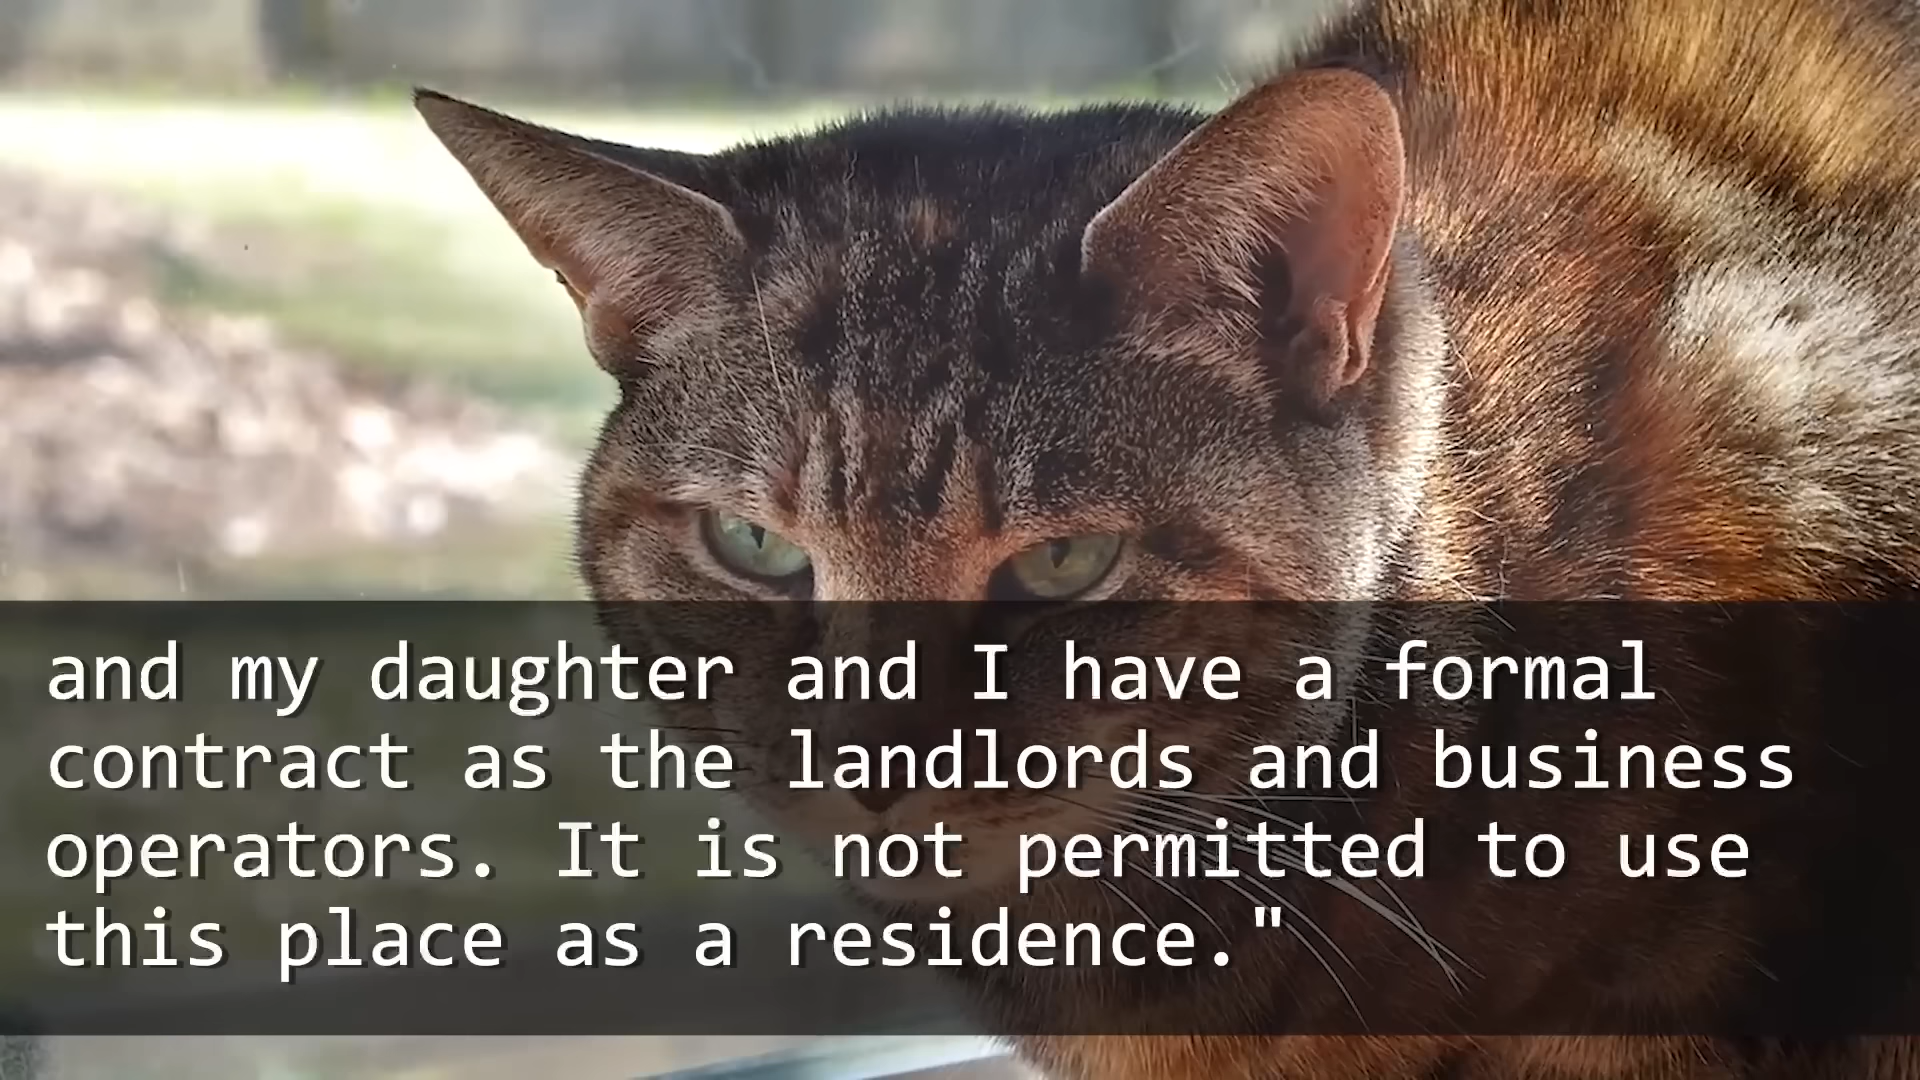 and my daughter and I have a formal
contract as the landlords and business
operators. It is not permitted to use
this place as a residence."